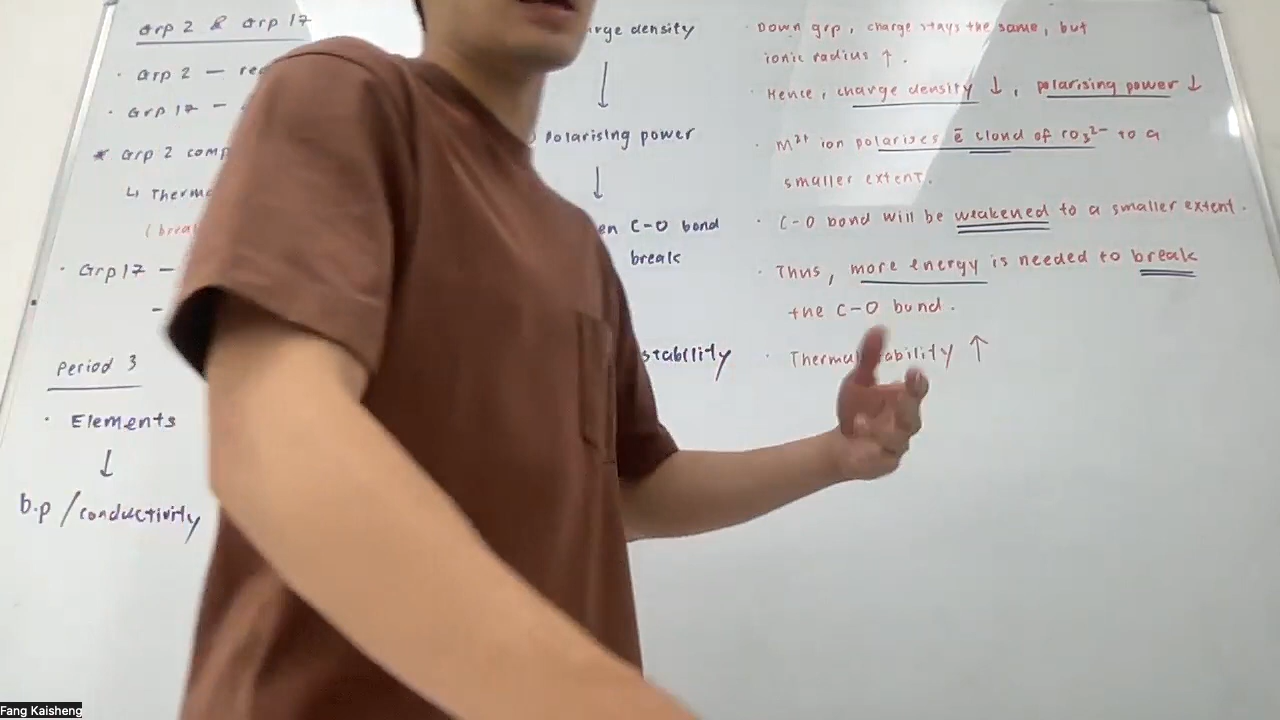 Grp 2 & Grp 17
· Grp 2 — 
· Grp 17 — 
* Grp 2 comp
↳ Therm
(brea
· Grp 17 —
—
Period 3
· Elements
↓
b.p / conductivity
rge density
↓
Polarising power
↓
en C-O bond
break
stability
· Down grp, charge stays the same, but
ionic radius ↑.
· Hence, charge density ↓, polarising power ↓
· M²⁺ ion polarises ē cloud of CO₃²⁻ to a
smaller extent.
· C-O bond will be weakened to a smaller extent.
· Thus, more energy is needed to break
the C-O bond.
· Thermal ability ↑
Fang Kaisheng